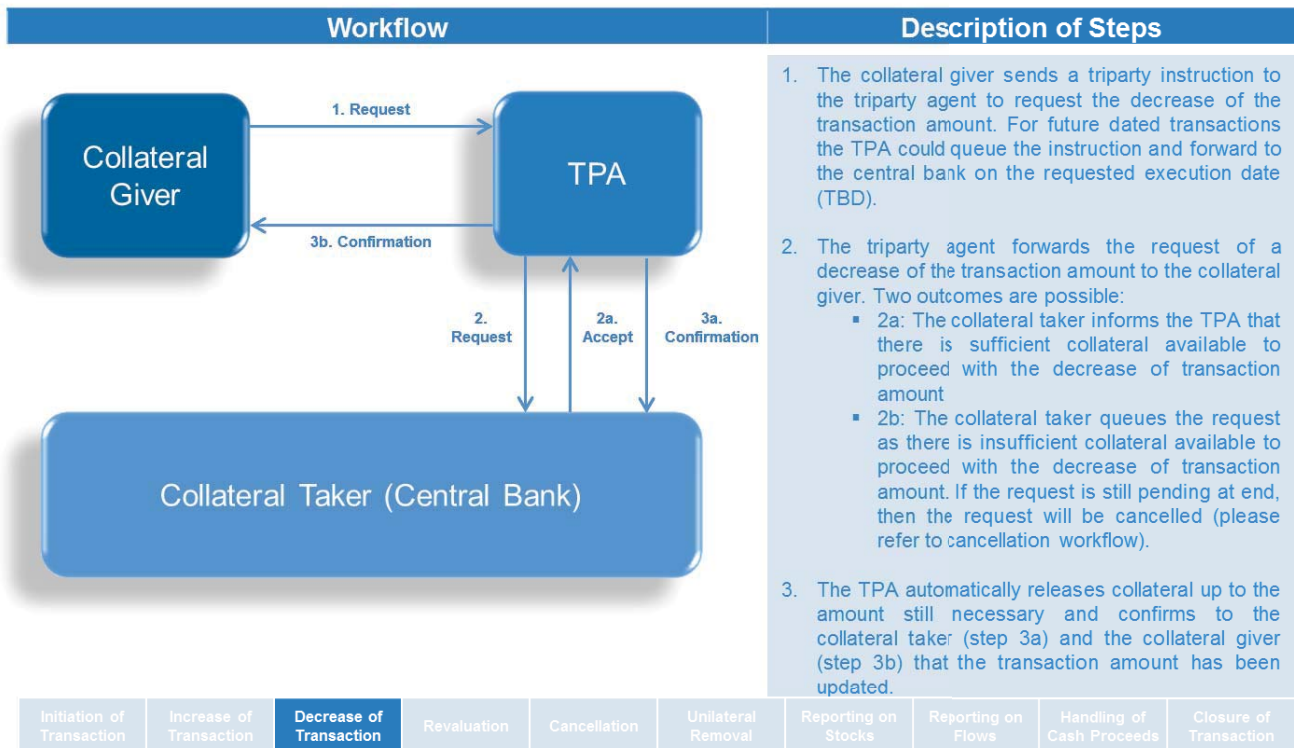 Workflow
Description of Steps
Collateral
Giver
1. Request
TPA
3b. Confirmation
2.
Request
2a.
Accept
3a.
Confirmation
Collateral Taker (Central Bank)
1. The collateral giver sends a triparty instruction to
the triparty agent to request the decrease of the
transaction amount. For future dated transactions
the TPA could queue the instruction and forward to
the central bank on the requested execution date
(TBD).
2. The triparty agent forwards the request of a
decrease of the transaction amount to the collateral
giver. Two outcomes are possible:
▪ 2a: The collateral taker informs the TPA that
there is sufficient collateral available to
proceed with the decrease of transaction
amount
▪ 2b: The collateral taker queues the request
as there is insufficient collateral available to
proceed with the decrease of transaction
amount. If the request is still pending at end,
then the request will be cancelled (please
refer to cancellation workflow).
3. The TPA automatically releases collateral up to the
amount still necessary and confirms to the
collateral taker (step 3a) and the collateral giver
(step 3b) that the transaction amount has been
updated.
Initiation of
Transaction
Increase of
Transaction
Decrease of
Transaction
Revaluation
Cancellation
Unilateral
Removal
Reporting on
Stocks
Reporting on
Flows
Handling of
Cash Proceeds
Closure of
Transaction